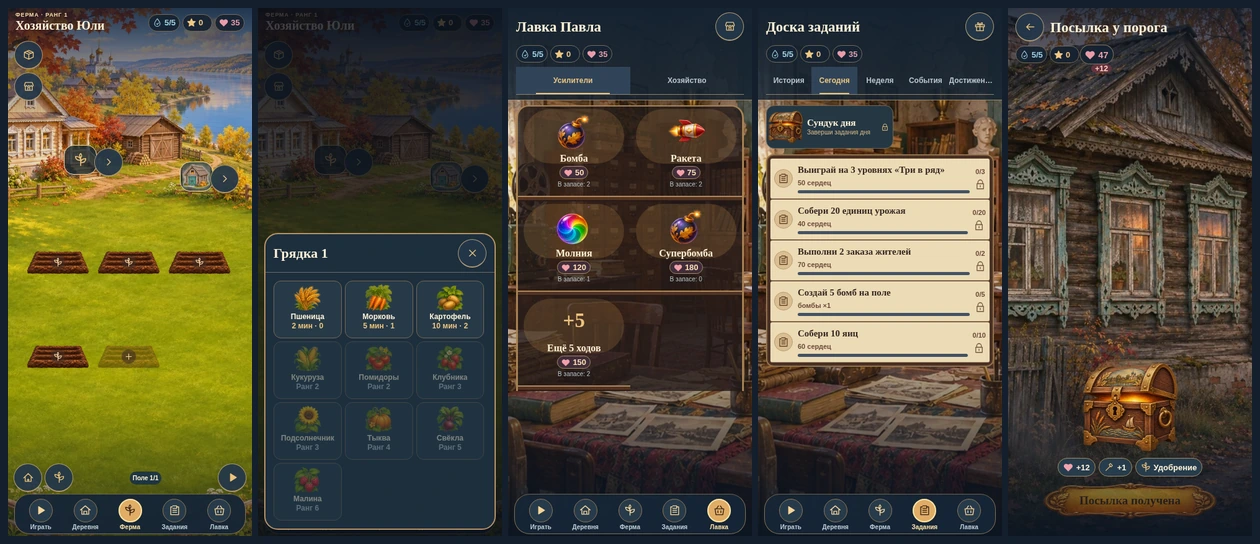 ФЕРМА · РАНГ 1
Хозяйство Юли
5/5
0
35
Поле 1/1
Играть
Деревня
Ферма
Задания
Лавка
Хозяйство Юли
5/5
0
35
Грядка 1
Пшеница
2 мин · 0
Морковь
5 мин · 1
Картофель
10 мин · 2
Кукуруза
Ранг 2
Помидоры
Ранг 2
Клубника
Ранг 3
Подсолнечник
Ранг 3
Тыква
Ранг 4
Свёкла
Ранг 5
Малина
Ранг 6
Лавка Павла
5/5
0
35
Усилители
Хозяйство
Бомба
50
В запасе: 2
Ракета
75
В запасе: 2
Молния
120
В запасе: 1
Супербомба
180
В запасе: 0
+5
Ещё 5 ходов
150
В запасе: 2
Играть
Деревня
Ферма
Задания
Лавка
Доска заданий
5/5
0
35
История
Сегодня
Неделя
События
Достижен...
Сундук дня
Заверши задания дня
Выиграй на 3 уровнях «Три в ряд»
0/3
50 сердец
Собери 20 единиц урожая
0/20
40 сердец
Выполни 2 заказа жителей
0/2
70 сердец
Создай 5 бомб на поле
0/5
бомбы ×1
Собери 10 яиц
0/10
60 сердец
Играть
Деревня
Ферма
Задания
Лавка
Посылка у порога
5/5
0
47
+12
+12
+1
Удобрение
Посылка получена